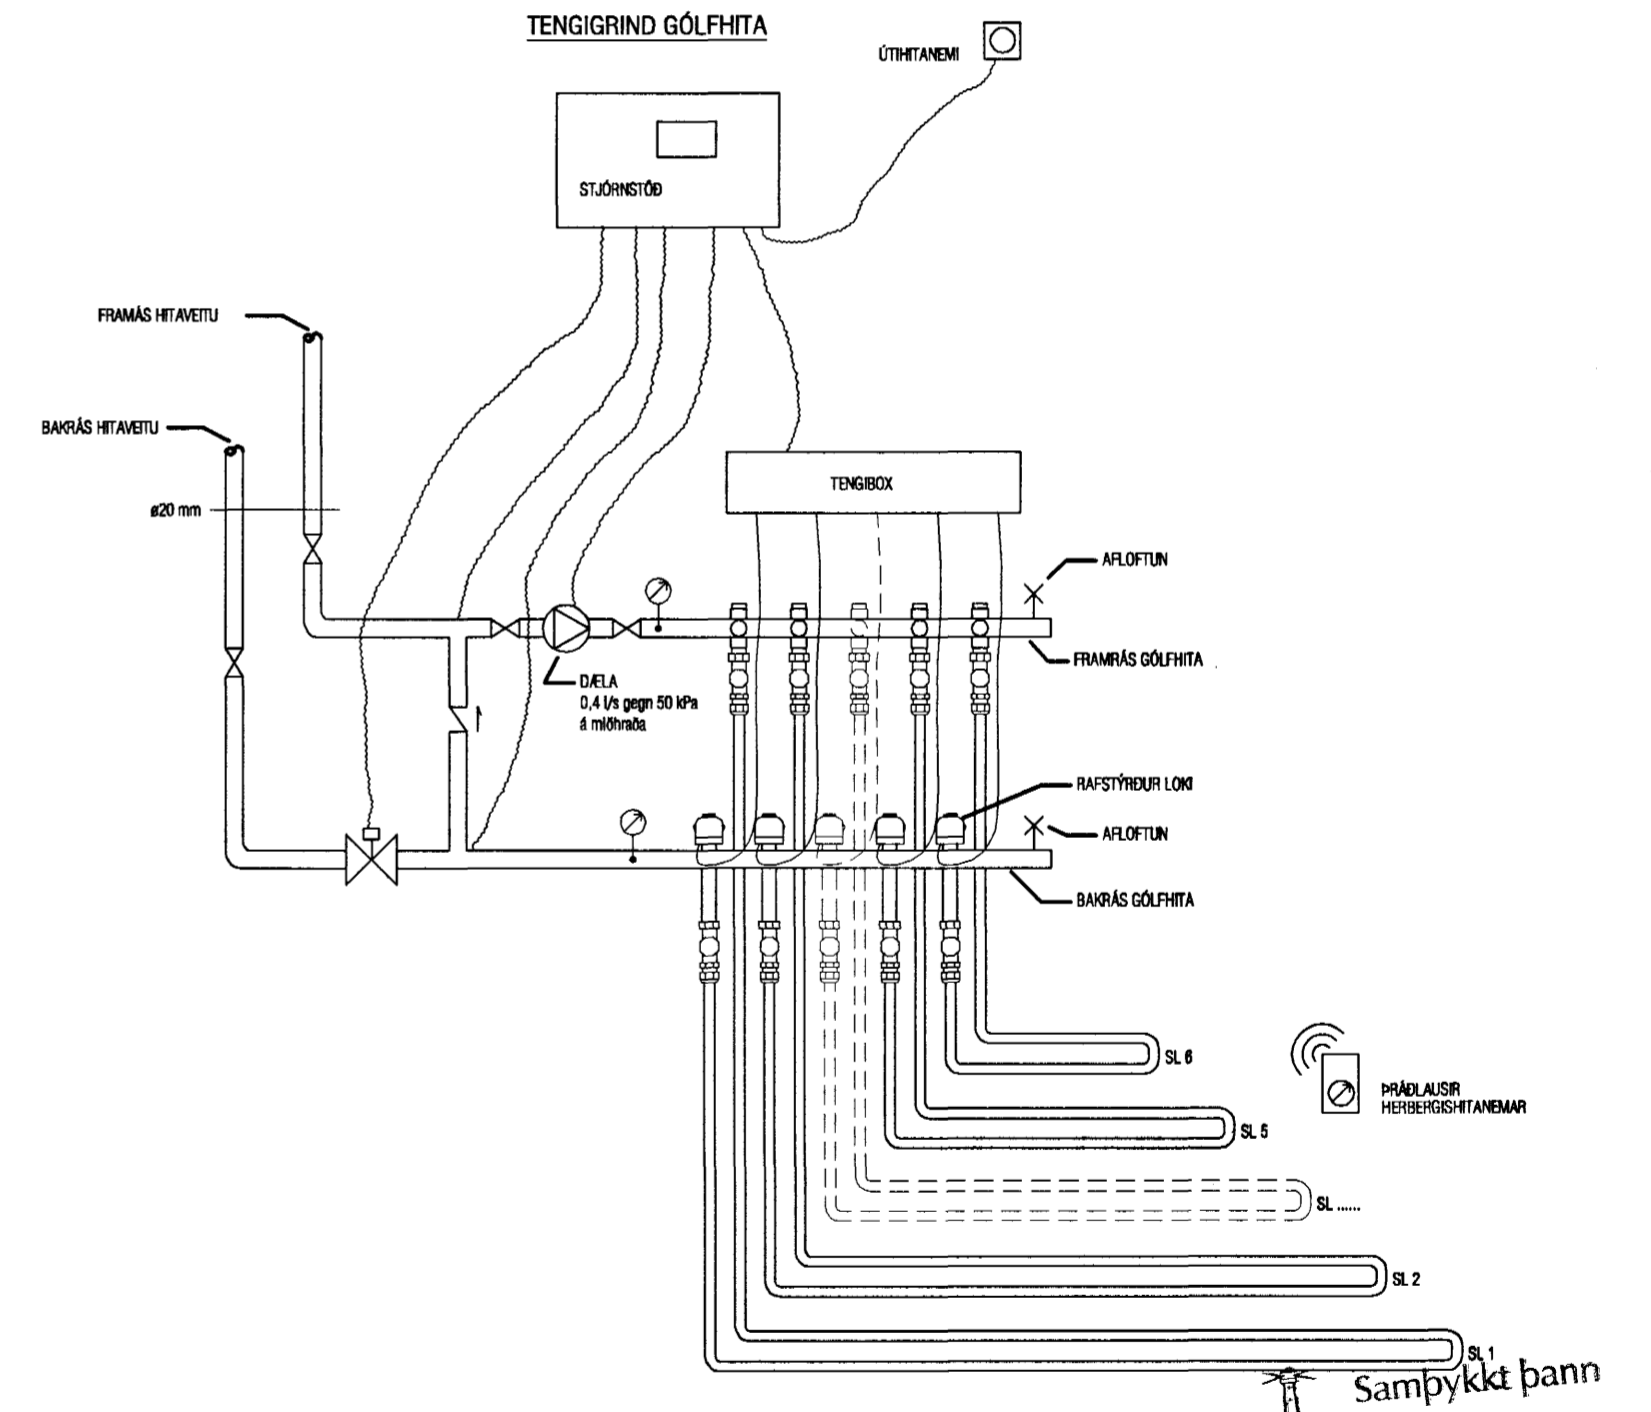 TENGIGRIND GÓLFHITA
ÚTIHITANEMI
STJÓRNSTÖÐ
FRAMÁS HITAVEITU
BAKRÁS HITAVEITU
ø20 mm
TENGIBOX
AFLOFTUN
FRAMRÁS GÓLFHITA
DÆLA
0,4 l/s gegn 50 kPa
á miðhraða
RAFSTÝRÐUR LOKI
AFLOFTUN
BAKRÁS GÓLFHITA
SL 6
ÞRÁÐLAUSIR
HERBERGISHITANEMAR
SL 5
SL ......
SL 2
SL 1
Samþykkt þann